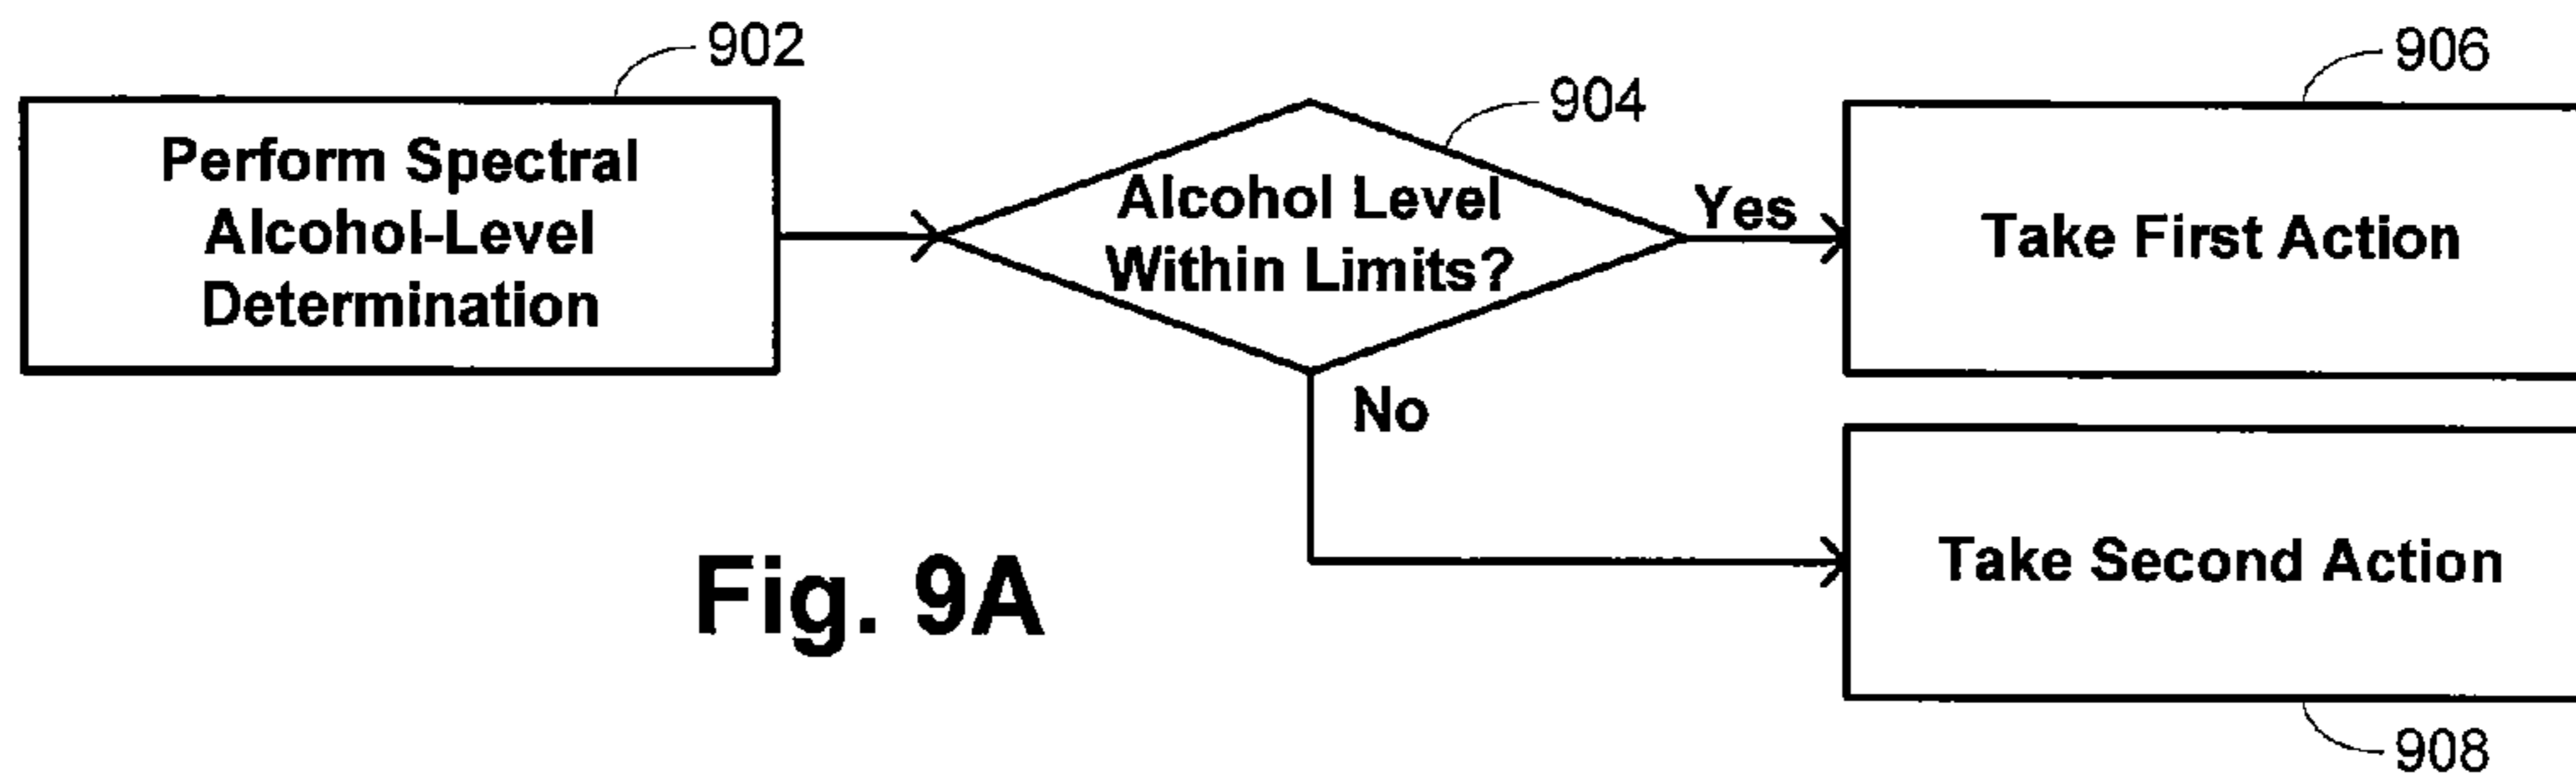 902
Perform Spectral
Alcohol-Level
Determination
904
Alcohol Level
Within Limits?
Yes
No
906
Take First Action
Take Second Action
908
Fig. 9A